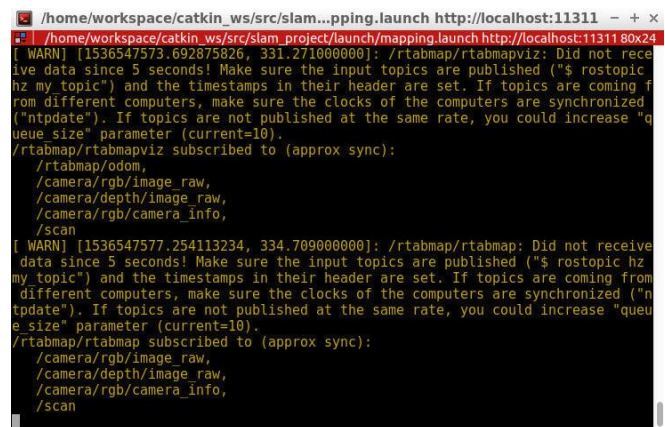 /home/workspace/catkin_ws/src/slam...pping.launch http://localhost:11311
/home/workspace/catkin_ws/src/slam_project/launch/mapping.launch http://localhost:11311 80x24
[ WARN] [1536547573.692875826, 331.271000000]: /rtabmap/rtabmapviz: Did not rece
ive data since 5 seconds! Make sure the input topics are published ("$ rostopic
hz my_topic") and the timestamps in their header are set. If topics are coming f
rom different computers, make sure the clocks of the computers are synchronized
("ntpdate"). If topics are not published at the same rate, you could increase "q
ueue_size" parameter (current=10).
/rtabmap/rtabmapviz subscribed to (approx sync):
   /rtabmap/odom,
   /camera/rgb/image_raw,
   /camera/depth/image_raw,
   /camera/rgb/camera_info,
   /scan
[ WARN] [1536547577.254113234, 334.709000000]: /rtabmap/rtabmap: Did not receive
 data since 5 seconds! Make sure the input topics are published ("$ rostopic hz
my_topic") and the timestamps in their header are set. If topics are coming from
 different computers, make sure the clocks of the computers are synchronized ("n
tpdate"). If topics are not published at the same rate, you could increase "queu
e_size" parameter (current=10).
/rtabmap/rtabmap subscribed to (approx sync):
   /camera/rgb/image_raw,
   /camera/depth/image_raw,
   /camera/rgb/camera_info,
   /scan